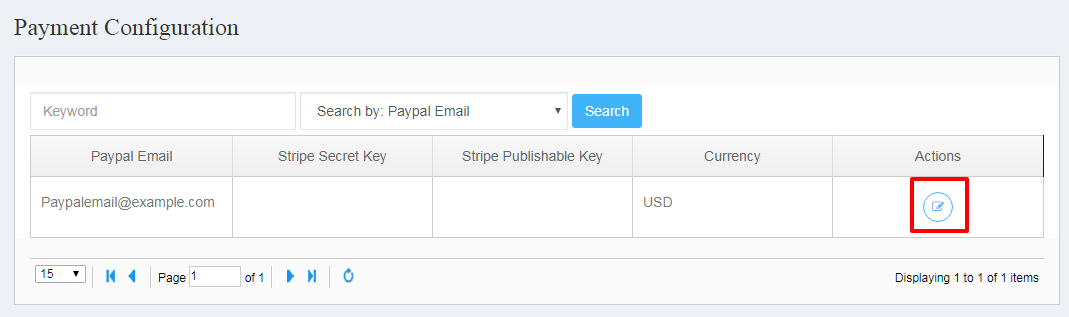 Payment Configuration
Keyword Search by: Paypal Email Search
Paypal Email Stripe Secret Key Stripe Publishable Key Currency Actions
Paypalemail@example.com USD
15 Page 1 of 1 Displaying 1 to 1 of 1 items